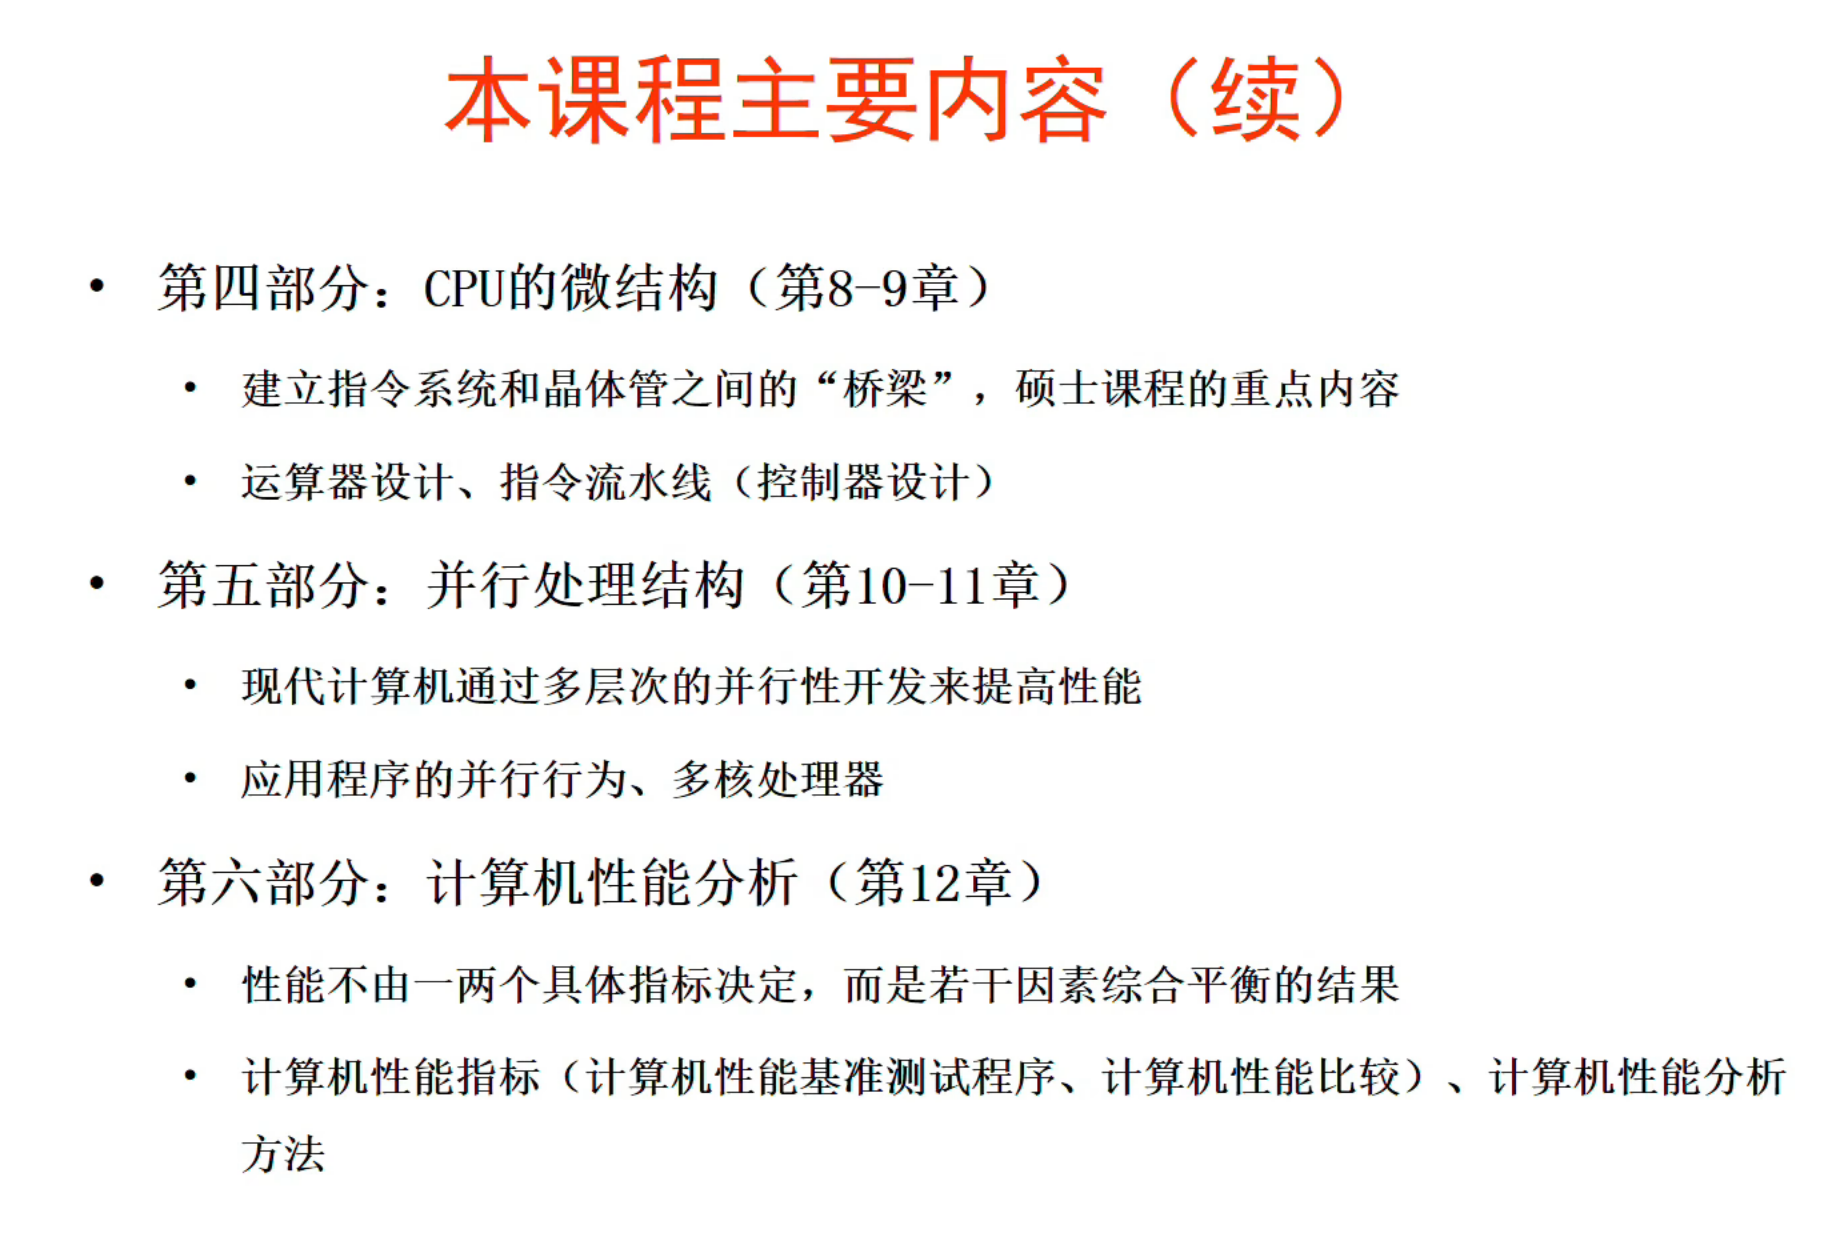 本课程主要内容（续）
• 第四部分：CPU的微结构（第8-9章）
• 建立指令系统和晶体管之间的“桥梁”，硕士课程的重点内容
• 运算器设计、指令流水线（控制器设计）
• 第五部分：并行处理结构（第10-11章）
• 现代计算机通过多层次的并行性开发来提高性能
• 应用程序的并行行为、多核处理器
• 第六部分：计算机性能分析（第12章）
• 性能不由一两个具体指标决定，而是若干因素综合平衡的结果
• 计算机性能指标（计算机性能基准测试程序、计算机性能比较）、计算机性能分析
方法